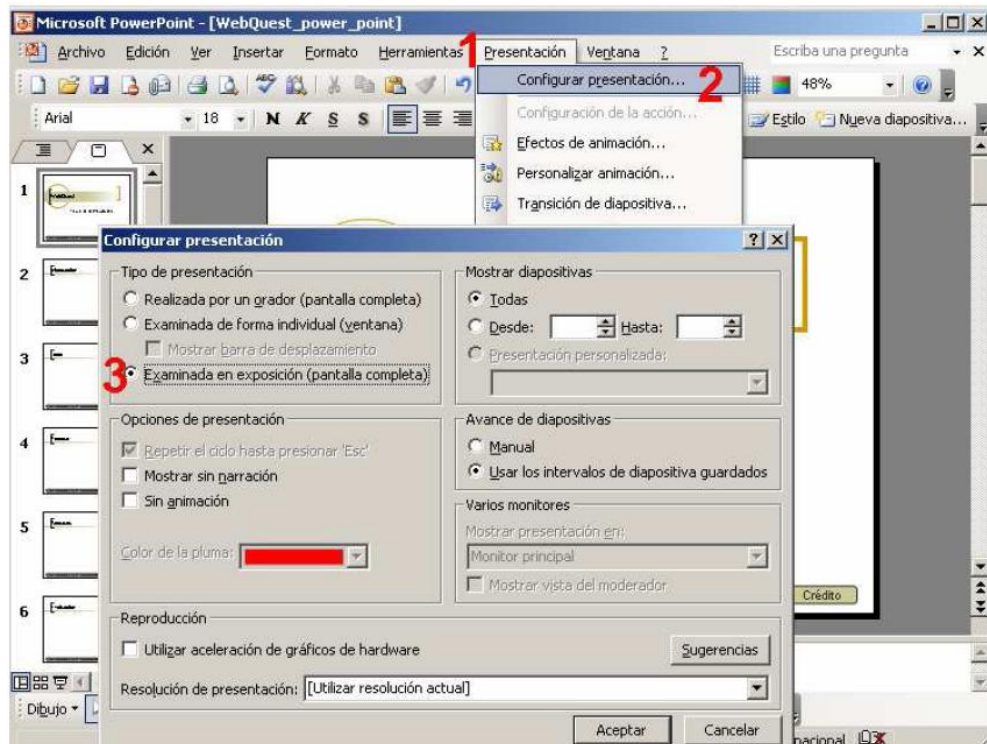 Microsoft PowerPoint - [WebQuest_power_point]
Archivo Edición Ver Insertar Formato Herramientas 1 Presentación Ventana ? Escriba una pregunta
Configurar presentación... 2
48%
Arial 18 N K S S
Configuración de la acción...
Estilo Nueva diapositiva...
Efectos de animación...
Personalizar animación...
Transición de diapositiva...
1
2
3
4
5
6
Configurar presentación
Tipo de presentación
Realizada por un orador (pantalla completa)
Examinada de forma individual (ventana)
Mostrar barra de desplazamiento
3 Examinada en exposición (pantalla completa)
Mostrar diapositivas
Todas
Desde: Hasta:
Presentación personalizada:
Opciones de presentación
Repetir el ciclo hasta presionar 'Esc'
Mostrar sin narración
Sin animación
Color de la pluma:
Avance de diapositivas
Manual
Usar los intervalos de diapositiva guardados
Varios monitores
Mostrar presentación en:
Monitor principal
Mostrar vista del moderador
Crédito
Reproducción
Utilizar aceleración de gráficos de hardware
Sugerencias
Resolución de presentación: [Utilizar resolución actual]
Aceptar Cancelar
Dibujo
nacional